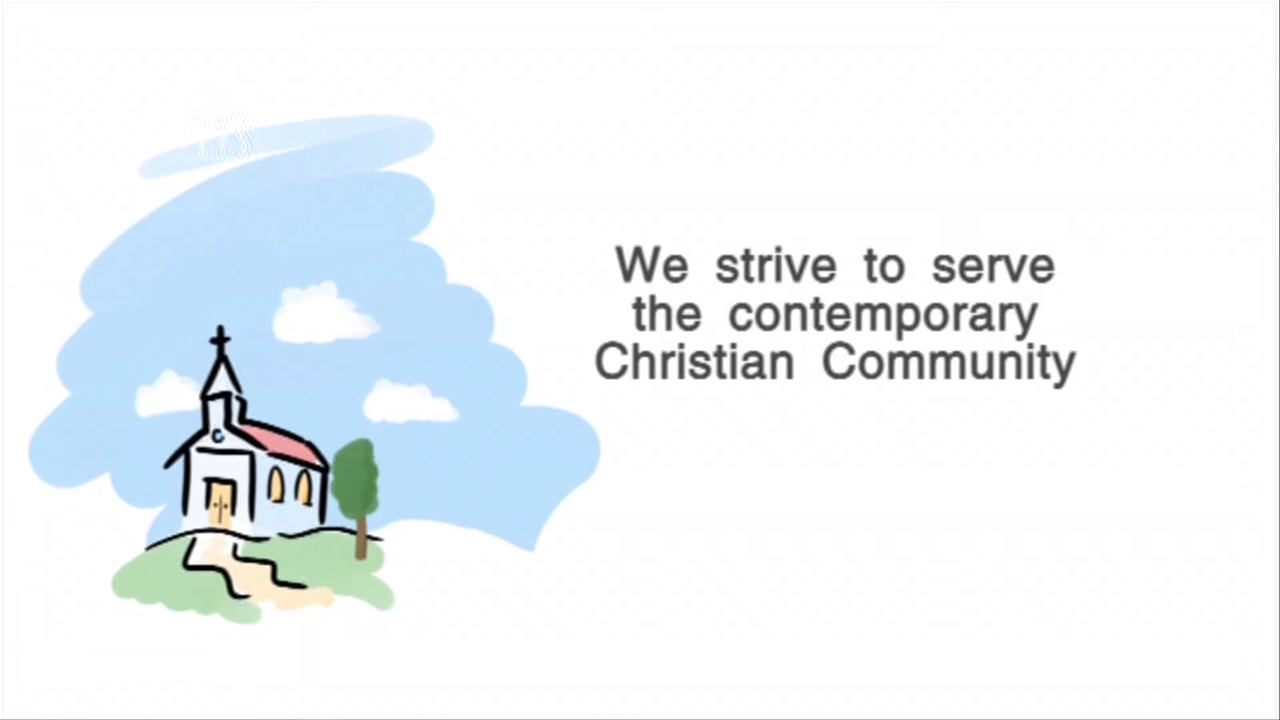 We strive to serve
the contemporary
Christian Community